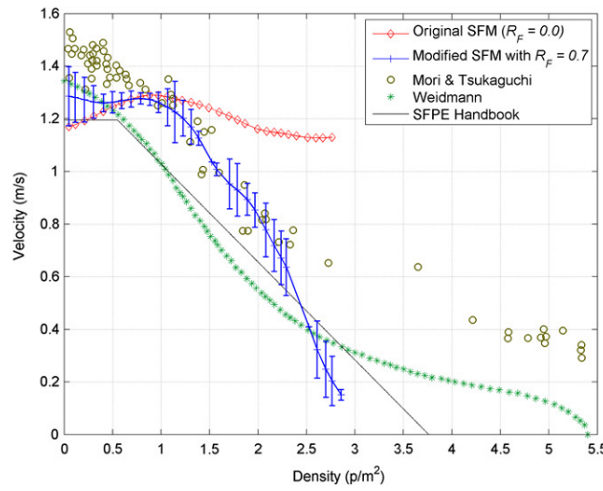 Original SFM (R_F = 0.0)
Modified SFM with R_F = 0.7
Mori & Tsukaguchi
Weidmann
SFPE Handbook
1.6
1.4
1.2
1
0.8
0.6
0.4
0.2
0
Velocity (m/s)
0 0.5 1 1.5 2 2.5 3 3.5 4 4.5 5 5.5
Density (p/m²)